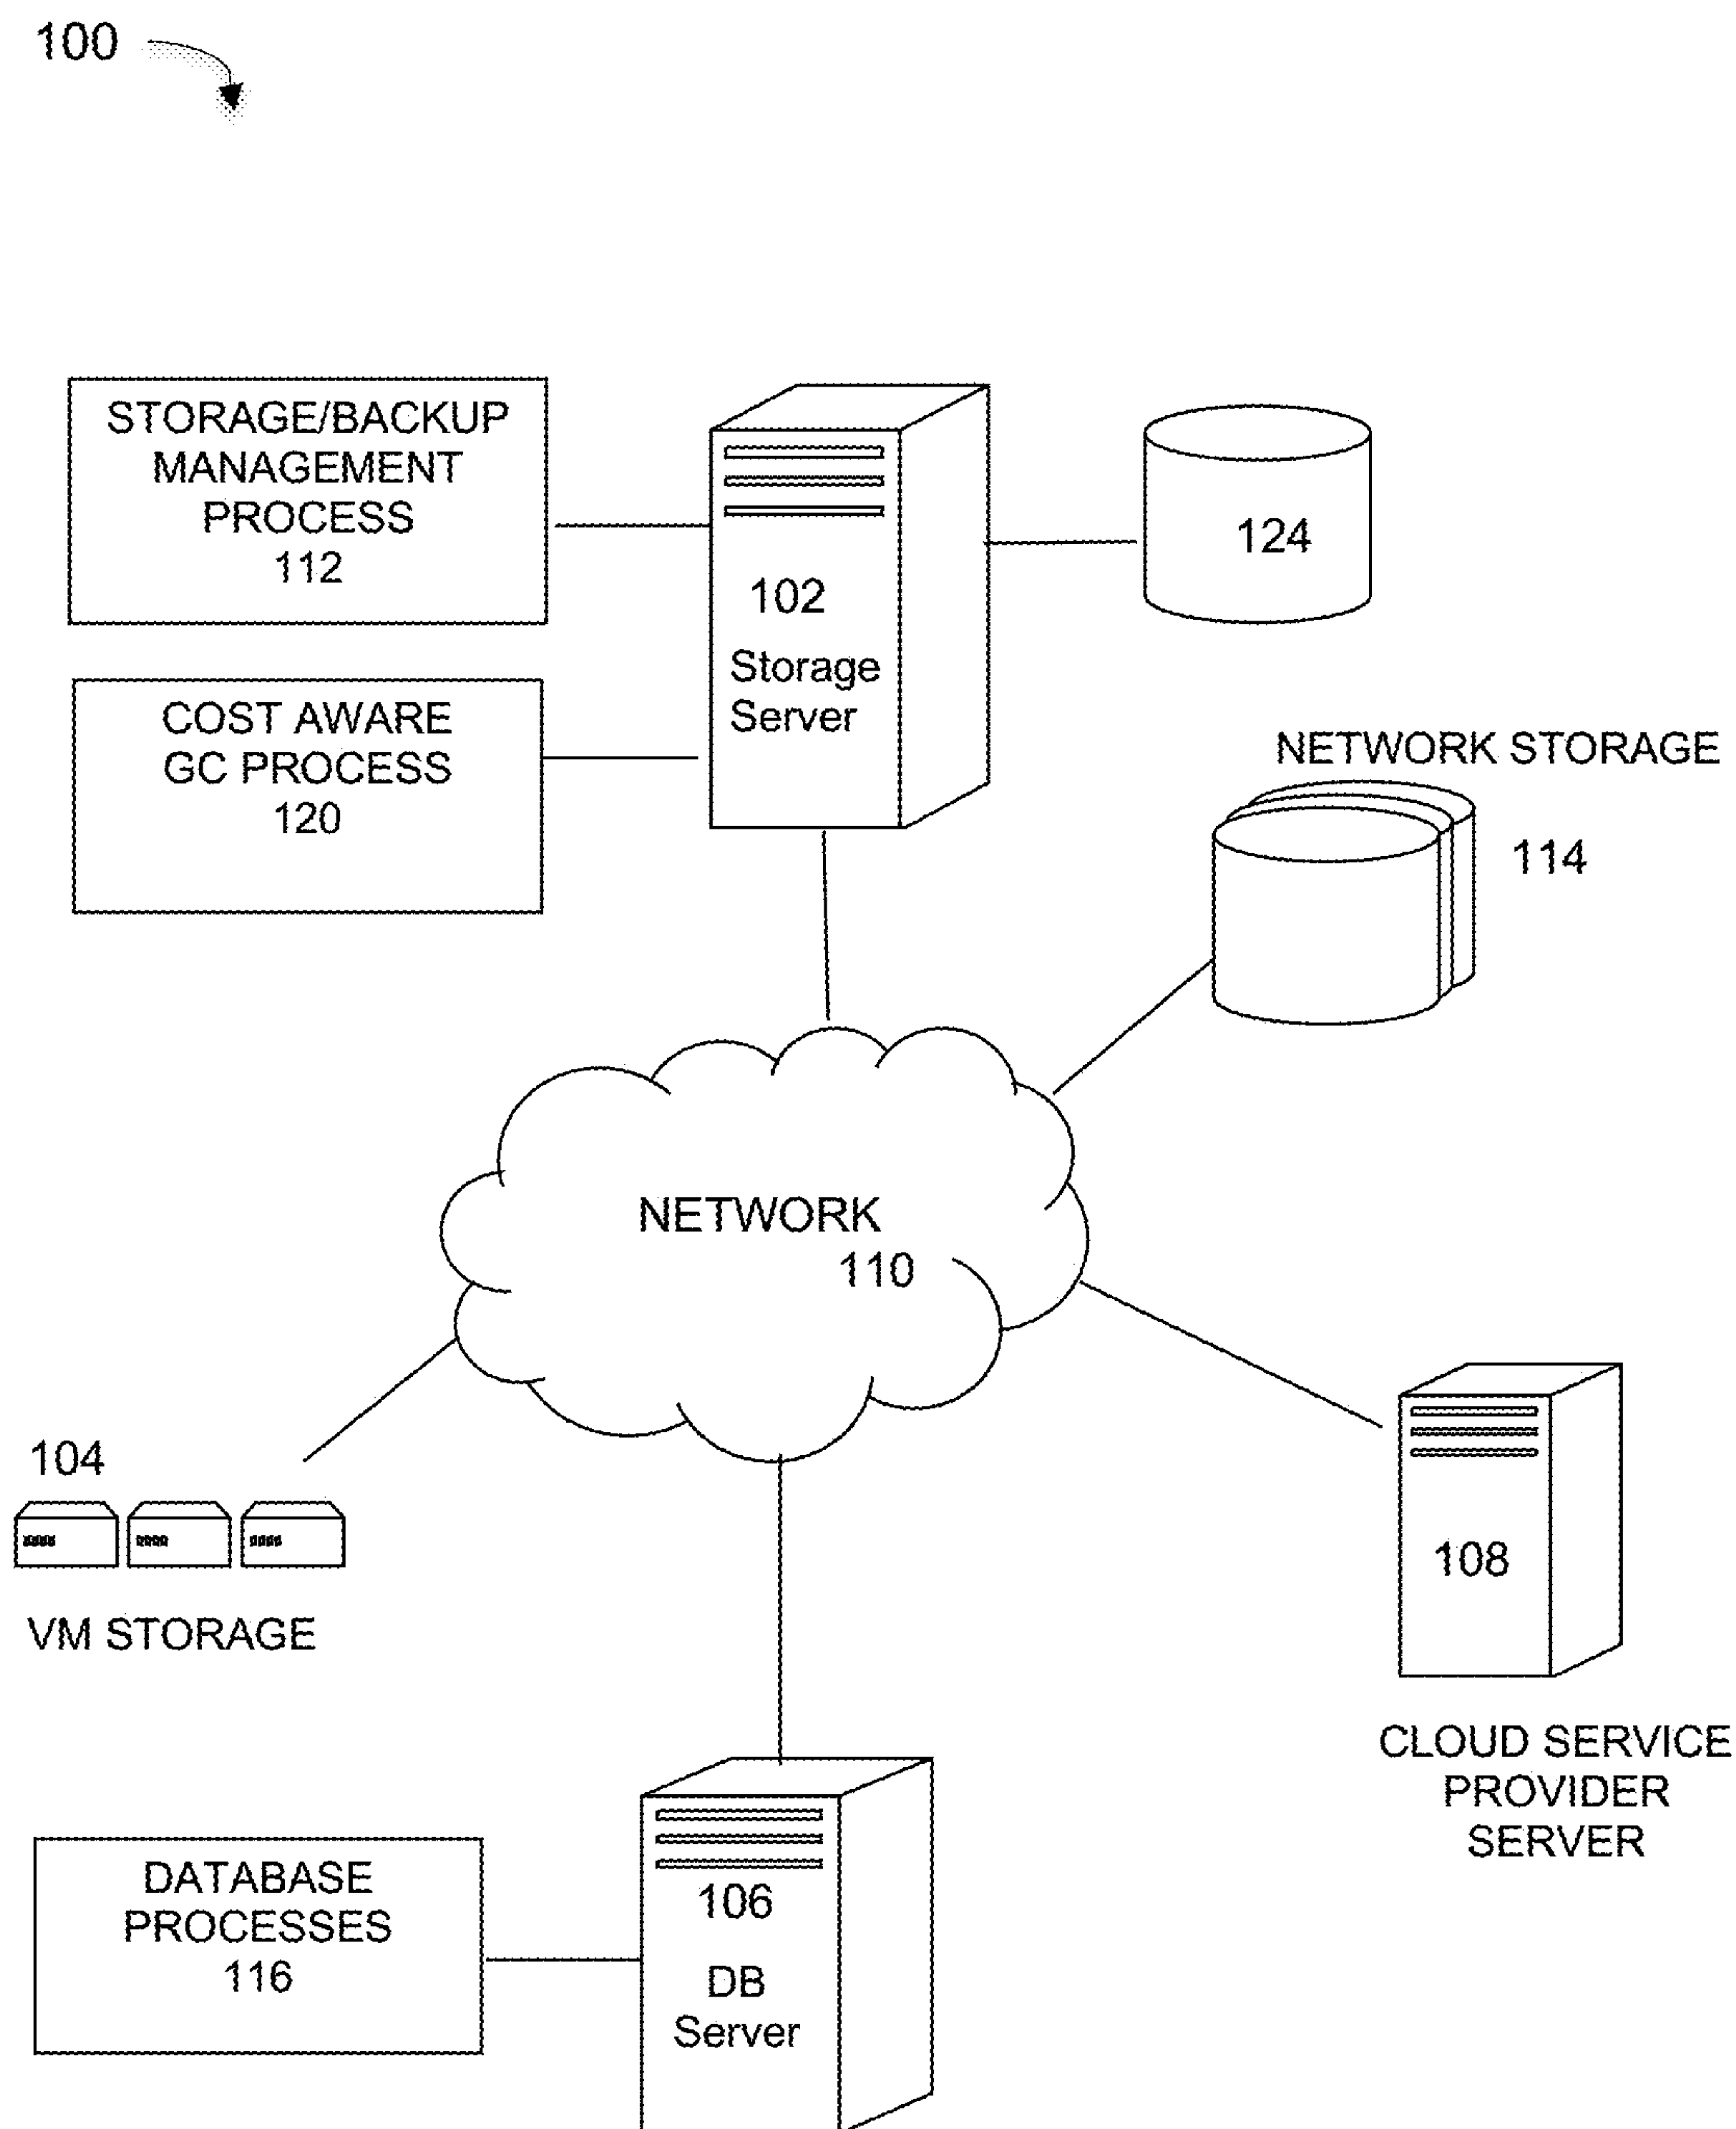 100
STORAGE/BACKUP
MANAGEMENT
PROCESS
112
102
Storage
Server
124
COST AWARE
GC PROCESS
120
NETWORK STORAGE
114
NETWORK
110
104
VM STORAGE
108
CLOUD SERVICE
PROVIDER
SERVER
DATABASE
PROCESSES
116
106
DB
Server